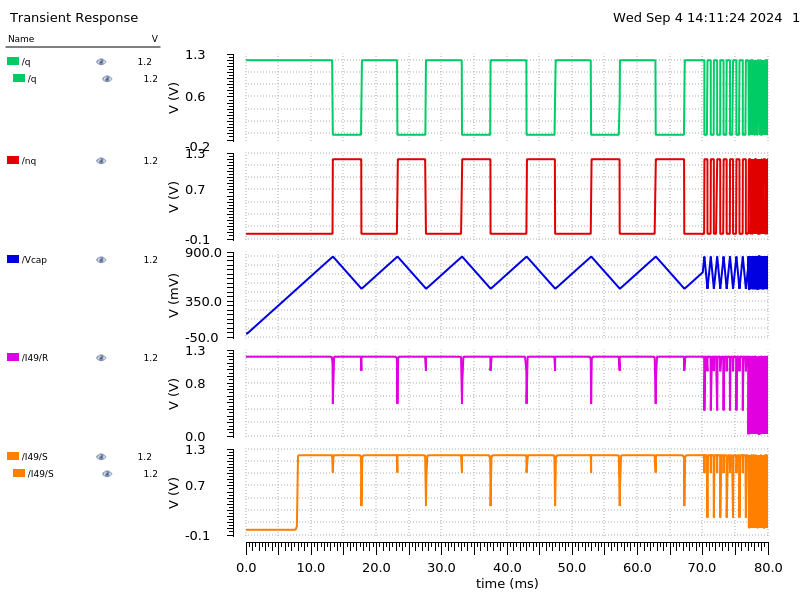 Transient Response
Wed Sep 4 14:11:24 2024 1
Name V
/q 1.2
/q 1.2
1.3
0.6
-0.2
V (V)
/nq 1.2
1.3
0.7
-0.1
V (V)
/Vcap 1.2
900.0
350.0
-50.0
V (mV)
/I49/R 1.2
1.3
0.8
0.0
V (V)
/I49/S 1.2
/I49/S 1.2
1.3
0.7
-0.1
V (V)
0.0 10.0 20.0 30.0 40.0 50.0 60.0 70.0 80.0
time (ms)